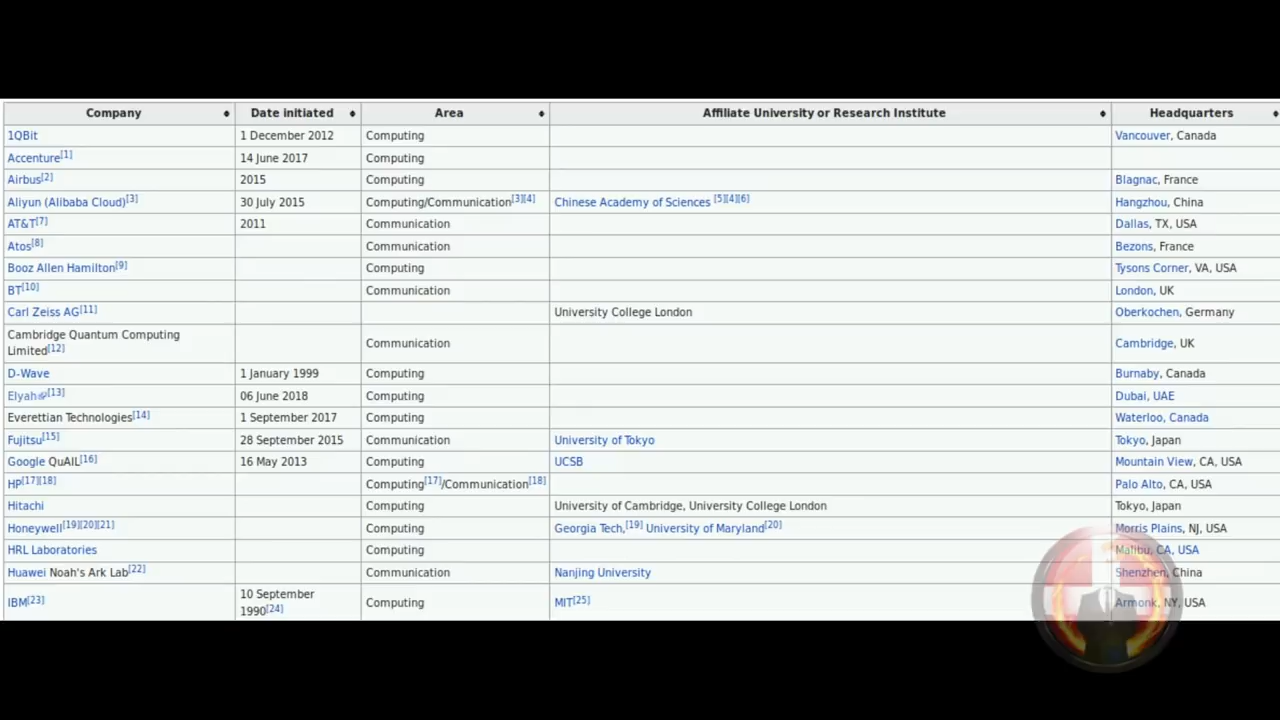 Company Date initiated Area Affiliate University or Research Institute Headquarters
1QBit 1 December 2012 Computing Vancouver, Canada
Accenture[1] 14 June 2017 Computing
Airbus[2] 2015 Computing Blagnac, France
Aliyun (Alibaba Cloud)[3] 30 July 2015 Computing/Communication[3][4] Chinese Academy of Sciences [5][4][6] Hangzhou, China
AT&T[7] 2011 Communication Dallas, TX, USA
Atos[8] Communication Bezons, France
Booz Allen Hamilton[9] Computing Tysons Corner, VA, USA
BT[10] Communication London, UK
Carl Zeiss AG[11] University College London Oberkochen, Germany
Cambridge Quantum Computing
Limited[12] Communication Cambridge, UK
D-Wave 1 January 1999 Computing Burnaby, Canada
Elyah[13] 06 June 2018 Computing Dubai, UAE
Everettian Technologies[14] 1 September 2017 Computing Waterloo, Canada
Fujitsu[15] 28 September 2015 Communication University of Tokyo Tokyo, Japan
Google QuAIL[16] 16 May 2013 Computing UCSB Mountain View, CA, USA
HP[17][18] Computing[17]/Communication[18] Palo Alto, CA, USA
Hitachi Computing University of Cambridge, University College London Tokyo, Japan
Honeywell[19][20][21] Computing Georgia Tech,[19] University of Maryland[20] Morris Plains, NJ, USA
HRL Laboratories Computing Malibu, CA, USA
Huawei Noah's Ark Lab[22] Communication Nanjing University Shenzhen, China
IBM[23] 10 September
1990[24] Computing MIT[25] Armonk, NY, USA